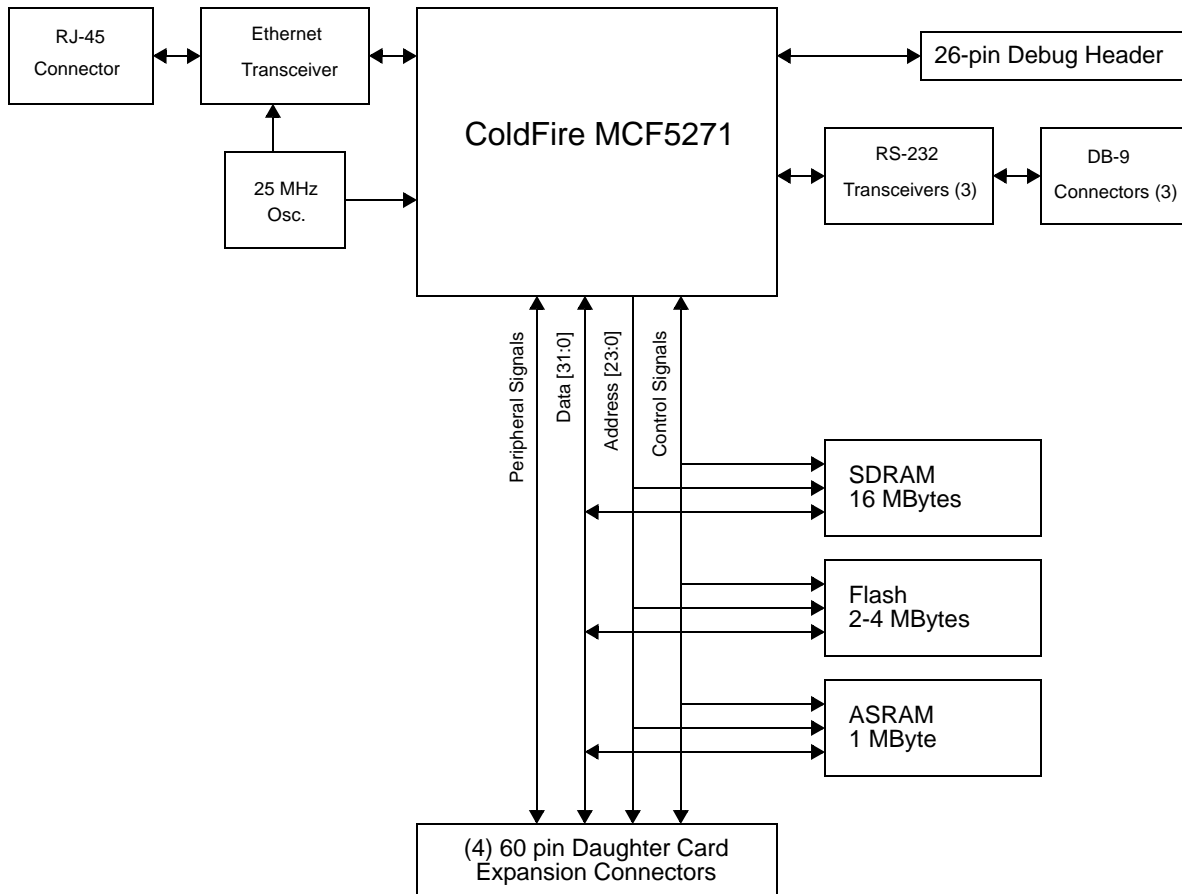 RJ-45
Connector
Ethernet
Transceiver
ColdFire MCF5271
26-pin Debug Header
25 MHz
Osc.
RS-232
Transceivers (3)
DB-9
Connectors (3)
Peripheral Signals
Data [31:0]
Address [23:0]
Control Signals
SDRAM
16 MBytes
Flash
2-4 MBytes
ASRAM
1 MByte
(4) 60 pin Daughter Card
Expansion Connectors